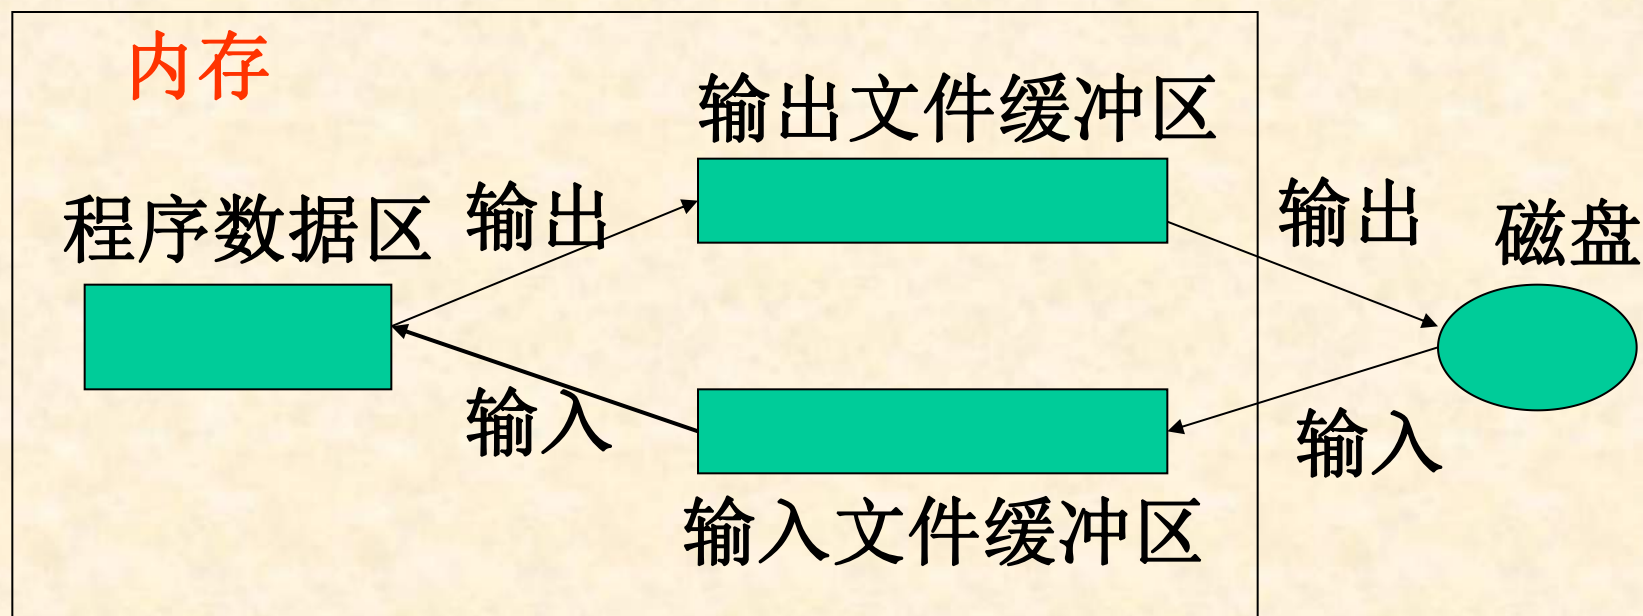 内存
输出文件缓冲区
程序数据区
输出
输出
磁盘
输入
输入
输入文件缓冲区